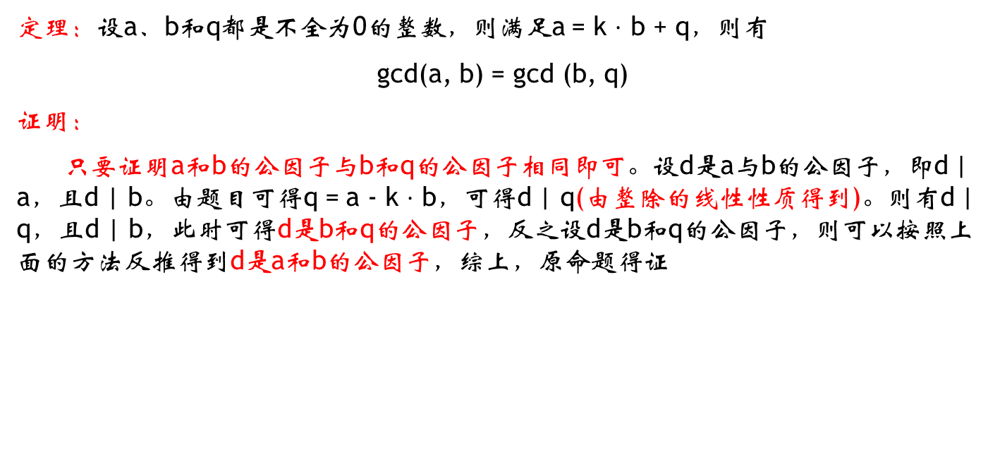 定理：设a、b和q都是不全为0的整数，则满足a = k · b + q，则有
gcd(a, b) = gcd (b, q)
证明：
只要证明a和b的公因子与b和q的公因子相同即可。设d是a与b的公因子，即d |
a，且d | b。由题目可得q = a - k · b，可得d | q(由整除的线性性质得到)。则有d |
q，且d | b，此时可得d是b和q的公因子，反之设d是b和q的公因子，则可以按照上
面的方法反推得到d是a和b的公因子，综上，原命题得证